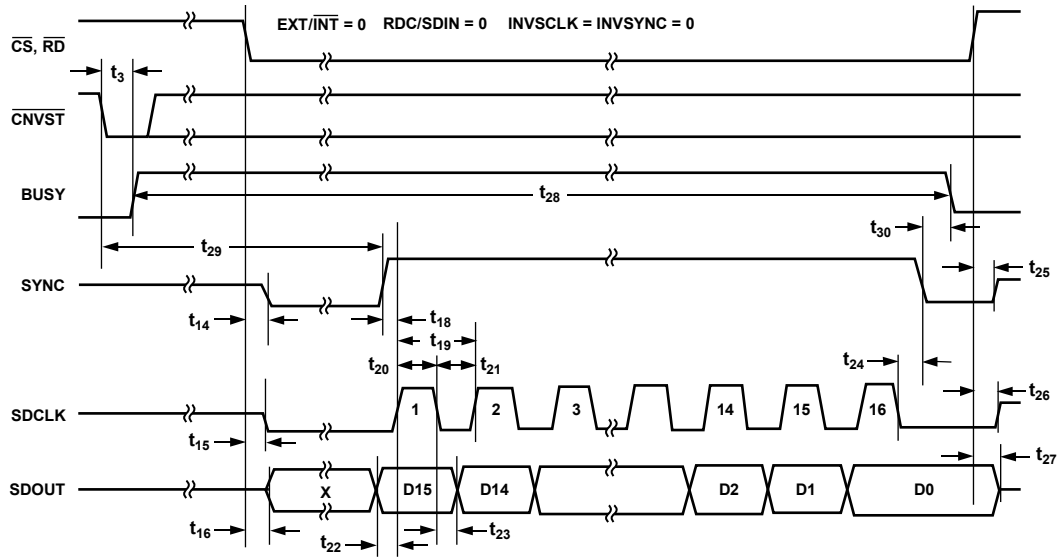 EXT/INT = 0 RDC/SDIN = 0 INVSCLK = INVSYNC = 0
CS, RD
t3
CNVST
BUSY
t28
t30
t29
t25
SYNC
t14
t18
t19
t20
t21
t24
t26
SDCLK
1 2 3 14 15 16
t15
t27
SDOUT
X D15 D14 D2 D1 D0
t16
t22
t23